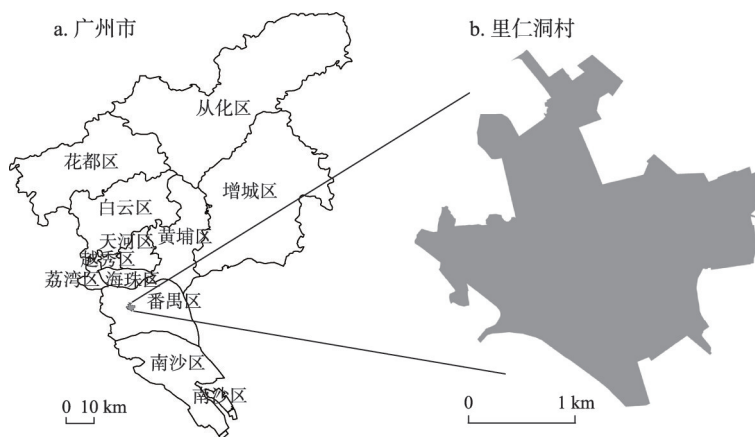 a. 广州市
b. 里仁洞村
从化区
花都区
增城区
白云区
天河区
黄埔区
越秀区
荔湾区
海珠区
番禺区
南沙区
南沙区
0 10 km
0 1 km